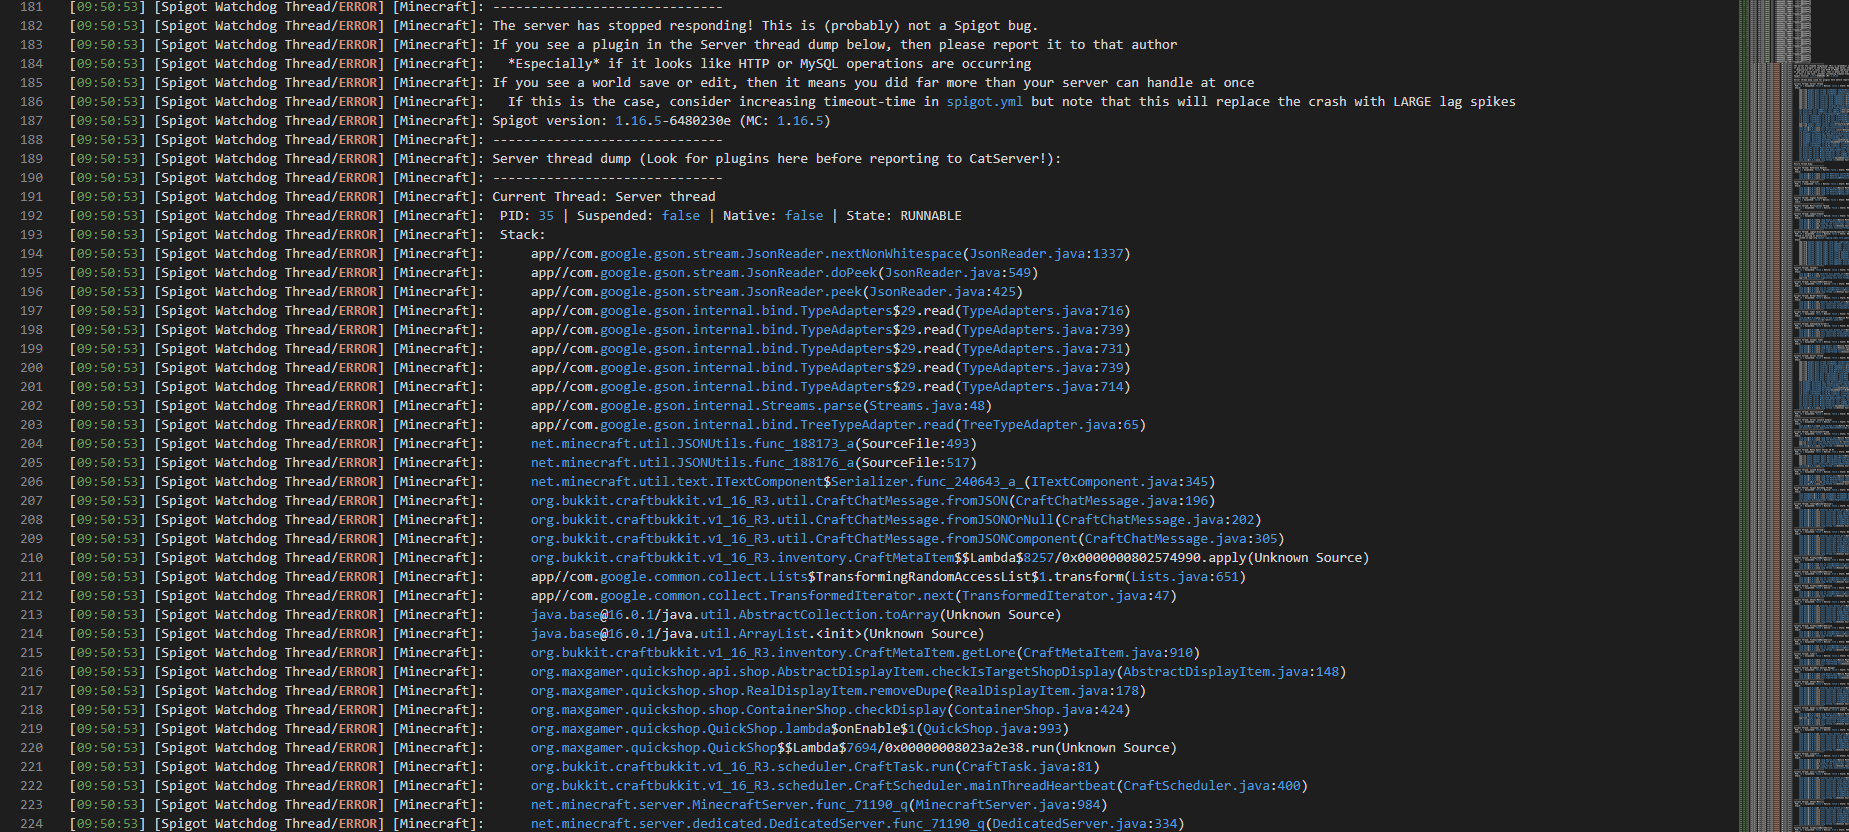 181 [09:50:53] [Spigot Watchdog Thread/ERROR] [Minecraft]: ------------------------------
182 [09:50:53] [Spigot Watchdog Thread/ERROR] [Minecraft]: The server has stopped responding! This is (probably) not a Spigot bug.
183 [09:50:53] [Spigot Watchdog Thread/ERROR] [Minecraft]: If you see a plugin in the Server thread dump below, then please report it to that author
184 [09:50:53] [Spigot Watchdog Thread/ERROR] [Minecraft]:   *Especially* if it looks like HTTP or MySQL operations are occurring
185 [09:50:53] [Spigot Watchdog Thread/ERROR] [Minecraft]: If you see a world save or edit, then it means you did far more than your server can handle at once
186 [09:50:53] [Spigot Watchdog Thread/ERROR] [Minecraft]:   If this is the case, consider increasing timeout-time in spigot.yml but note that this will replace the crash with LARGE lag spikes
187 [09:50:53] [Spigot Watchdog Thread/ERROR] [Minecraft]: Spigot version: 1.16.5-6480230e (MC: 1.16.5)
188 [09:50:53] [Spigot Watchdog Thread/ERROR] [Minecraft]: ------------------------------
189 [09:50:53] [Spigot Watchdog Thread/ERROR] [Minecraft]: Server thread dump (Look for plugins here before reporting to CatServer!):
190 [09:50:53] [Spigot Watchdog Thread/ERROR] [Minecraft]: ------------------------------
191 [09:50:53] [Spigot Watchdog Thread/ERROR] [Minecraft]: Current Thread: Server thread
192 [09:50:53] [Spigot Watchdog Thread/ERROR] [Minecraft]:  PID: 35 | Suspended: false | Native: false | State: RUNNABLE
193 [09:50:53] [Spigot Watchdog Thread/ERROR] [Minecraft]:  Stack:
194 [09:50:53] [Spigot Watchdog Thread/ERROR] [Minecraft]:      app//com.google.gson.stream.JsonReader.nextNonWhitespace(JsonReader.java:1337)
195 [09:50:53] [Spigot Watchdog Thread/ERROR] [Minecraft]:      app//com.google.gson.stream.JsonReader.doPeek(JsonReader.java:549)
196 [09:50:53] [Spigot Watchdog Thread/ERROR] [Minecraft]:      app//com.google.gson.stream.JsonReader.peek(JsonReader.java:425)
197 [09:50:53] [Spigot Watchdog Thread/ERROR] [Minecraft]:      app//com.google.gson.internal.bind.TypeAdapters$29.read(TypeAdapters.java:716)
198 [09:50:53] [Spigot Watchdog Thread/ERROR] [Minecraft]:      app//com.google.gson.internal.bind.TypeAdapters$29.read(TypeAdapters.java:739)
199 [09:50:53] [Spigot Watchdog Thread/ERROR] [Minecraft]:      app//com.google.gson.internal.bind.TypeAdapters$29.read(TypeAdapters.java:731)
200 [09:50:53] [Spigot Watchdog Thread/ERROR] [Minecraft]:      app//com.google.gson.internal.bind.TypeAdapters$29.read(TypeAdapters.java:739)
201 [09:50:53] [Spigot Watchdog Thread/ERROR] [Minecraft]:      app//com.google.gson.internal.bind.TypeAdapters$29.read(TypeAdapters.java:714)
202 [09:50:53] [Spigot Watchdog Thread/ERROR] [Minecraft]:      app//com.google.gson.internal.Streams.parse(Streams.java:48)
203 [09:50:53] [Spigot Watchdog Thread/ERROR] [Minecraft]:      app//com.google.gson.internal.bind.TreeTypeAdapter.read(TreeTypeAdapter.java:65)
204 [09:50:53] [Spigot Watchdog Thread/ERROR] [Minecraft]:      net.minecraft.util.JSONUtils.func_188173_a(SourceFile:493)
205 [09:50:53] [Spigot Watchdog Thread/ERROR] [Minecraft]:      net.minecraft.util.JSONUtils.func_188176_a(SourceFile:517)
206 [09:50:53] [Spigot Watchdog Thread/ERROR] [Minecraft]:      net.minecraft.util.text.ITextComponent$Serializer.func_240643_a_(ITextComponent.java:345)
207 [09:50:53] [Spigot Watchdog Thread/ERROR] [Minecraft]:      org.bukkit.craftbukkit.v1_16_R3.util.CraftChatMessage.fromJSON(CraftChatMessage.java:196)
208 [09:50:53] [Spigot Watchdog Thread/ERROR] [Minecraft]:      org.bukkit.craftbukkit.v1_16_R3.util.CraftChatMessage.fromJSONOrNull(CraftChatMessage.java:202)
209 [09:50:53] [Spigot Watchdog Thread/ERROR] [Minecraft]:      org.bukkit.craftbukkit.v1_16_R3.util.CraftChatMessage.fromJSONComponent(CraftChatMessage.java:305)
210 [09:50:53] [Spigot Watchdog Thread/ERROR] [Minecraft]:      org.bukkit.craftbukkit.v1_16_R3.inventory.CraftMetaItem$$Lambda$8257/0x0000000802574990.apply(Unknown Source)
211 [09:50:53] [Spigot Watchdog Thread/ERROR] [Minecraft]:      app//com.google.common.collect.Lists$TransformingRandomAccessList$1.transform(Lists.java:651)
212 [09:50:53] [Spigot Watchdog Thread/ERROR] [Minecraft]:      app//com.google.common.collect.TransformedIterator.next(TransformedIterator.java:47)
213 [09:50:53] [Spigot Watchdog Thread/ERROR] [Minecraft]:      java.base@16.0.1/java.util.AbstractCollection.toArray(Unknown Source)
214 [09:50:53] [Spigot Watchdog Thread/ERROR] [Minecraft]:      java.base@16.0.1/java.util.ArrayList.<init>(Unknown Source)
215 [09:50:53] [Spigot Watchdog Thread/ERROR] [Minecraft]:      org.bukkit.craftbukkit.v1_16_R3.inventory.CraftMetaItem.getLore(CraftMetaItem.java:910)
216 [09:50:53] [Spigot Watchdog Thread/ERROR] [Minecraft]:      org.maxgamer.quickshop.api.shop.AbstractDisplayItem.checkIsTargetShopDisplay(AbstractDisplayItem.java:148)
217 [09:50:53] [Spigot Watchdog Thread/ERROR] [Minecraft]:      org.maxgamer.quickshop.shop.RealDisplayItem.removeDupe(RealDisplayItem.java:178)
218 [09:50:53] [Spigot Watchdog Thread/ERROR] [Minecraft]:      org.maxgamer.quickshop.shop.ContainerShop.checkDisplay(ContainerShop.java:424)
219 [09:50:53] [Spigot Watchdog Thread/ERROR] [Minecraft]:      org.maxgamer.quickshop.QuickShop.lambda$onEnable$1(QuickShop.java:993)
220 [09:50:53] [Spigot Watchdog Thread/ERROR] [Minecraft]:      org.maxgamer.quickshop.QuickShop$$Lambda$7694/0x00000008023a2e38.run(Unknown Source)
221 [09:50:53] [Spigot Watchdog Thread/ERROR] [Minecraft]:      org.bukkit.craftbukkit.v1_16_R3.scheduler.CraftTask.run(CraftTask.java:81)
222 [09:50:53] [Spigot Watchdog Thread/ERROR] [Minecraft]:      org.bukkit.craftbukkit.v1_16_R3.scheduler.CraftScheduler.mainThreadHeartbeat(CraftScheduler.java:400)
223 [09:50:53] [Spigot Watchdog Thread/ERROR] [Minecraft]:      net.minecraft.server.MinecraftServer.func_71190_q(MinecraftServer.java:984)
224 [09:50:53] [Spigot Watchdog Thread/ERROR] [Minecraft]:      net.minecraft.server.dedicated.DedicatedServer.func_71190_q(DedicatedServer.java:334)